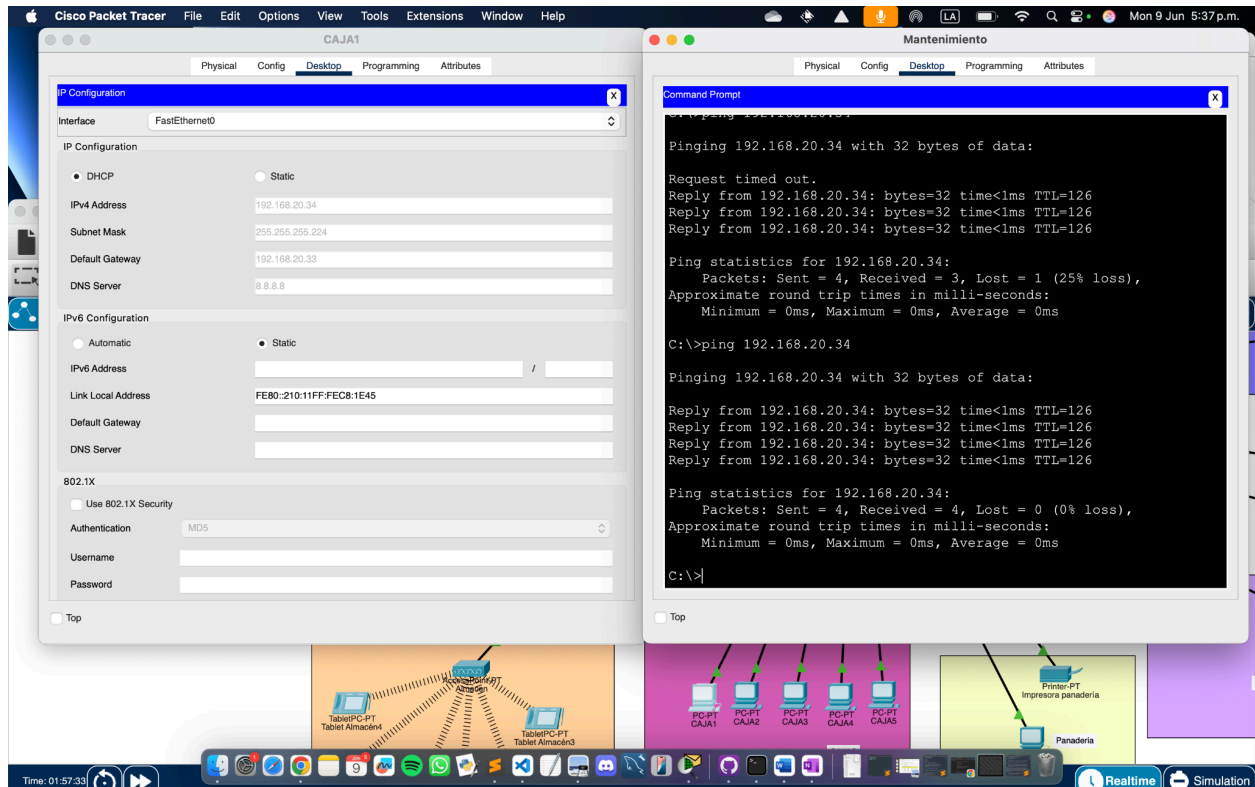 Cisco Packet Tracer File Edit Options View Tools Extensions Window Help LA Mon 9 Jun 5:37 p.m.
CAJA1
Physical Config Desktop Programming Attributes
IP Configuration X
Interface FastEthernet0
IP Configuration
DHCP Static
IPv4 Address 192.168.20.34
Subnet Mask 255.255.255.224
Default Gateway 192.168.20.33
DNS Server 8.8.8.8
IPv6 Configuration
Automatic Static
IPv6 Address /
Link Local Address FE80::210:11FF:FEC8:1E45
Default Gateway
DNS Server
802.1X
Use 802.1X Security
Authentication MD5
Username
Password
Top
Mantenimiento
Physical Config Desktop Programming Attributes
Command Prompt X
C:\>ping 192.168.20.34
Pinging 192.168.20.34 with 32 bytes of data:
Request timed out.
Reply from 192.168.20.34: bytes=32 time<1ms TTL=126
Reply from 192.168.20.34: bytes=32 time<1ms TTL=126
Reply from 192.168.20.34: bytes=32 time<1ms TTL=126
Ping statistics for 192.168.20.34:
Packets: Sent = 4, Received = 3, Lost = 1 (25% loss),
Approximate round trip times in milli-seconds:
Minimum = 0ms, Maximum = 0ms, Average = 0ms
C:\>ping 192.168.20.34
Pinging 192.168.20.34 with 32 bytes of data:
Reply from 192.168.20.34: bytes=32 time<1ms TTL=126
Reply from 192.168.20.34: bytes=32 time<1ms TTL=126
Reply from 192.168.20.34: bytes=32 time<1ms TTL=126
Reply from 192.168.20.34: bytes=32 time<1ms TTL=126
Ping statistics for 192.168.20.34:
Packets: Sent = 4, Received = 4, Lost = 0 (0% loss),
Approximate round trip times in milli-seconds:
Minimum = 0ms, Maximum = 0ms, Average = 0ms
C:\>
Top
AccessPoint-PT
Almacen
TabletPC-PT
Tablet Almacén4
TabletPC-PT
Tablet Almacén3
PC-PT
CAJA1
PC-PT
CAJA2
PC-PT
CAJA3
PC-PT
CAJA4
PC-PT
CAJA5
Printer-PT
Impresora panadería
Panaderia
Time: 01:57:33
Realtime Simulation